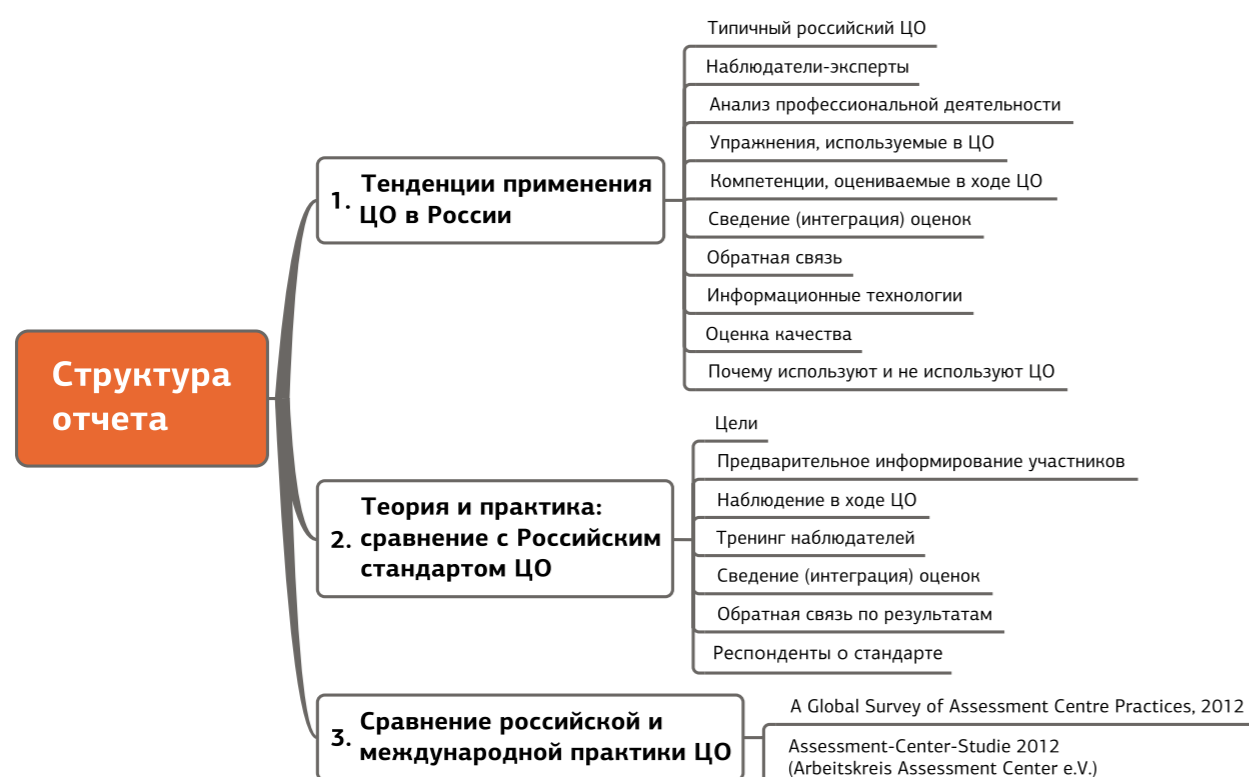 Структура
отчета
1. Тенденции применения
ЦО в России
Типичный российский ЦО
Наблюдатели-эксперты
Анализ профессиональной деятельности
Упражнения, используемые в ЦО
Компетенции, оцениваемые в ходе ЦО
Сведение (интеграция) оценок
Обратная связь
Информационные технологии
Оценка качества
Почему используют и не используют ЦО
2. Теория и практика:
сравнение с Российским
стандартом ЦО
Цели
Предварительное информирование участников
Наблюдение в ходе ЦО
Тренинг наблюдателей
Сведение (интеграция) оценок
Обратная связь по результатам
Респонденты о стандарте
3. Сравнение российской и
международной практики ЦО
A Global Survey of Assessment Centre Practices, 2012
Assessment-Center-Studie 2012
(Arbeitskreis Assessment Center e.V.)